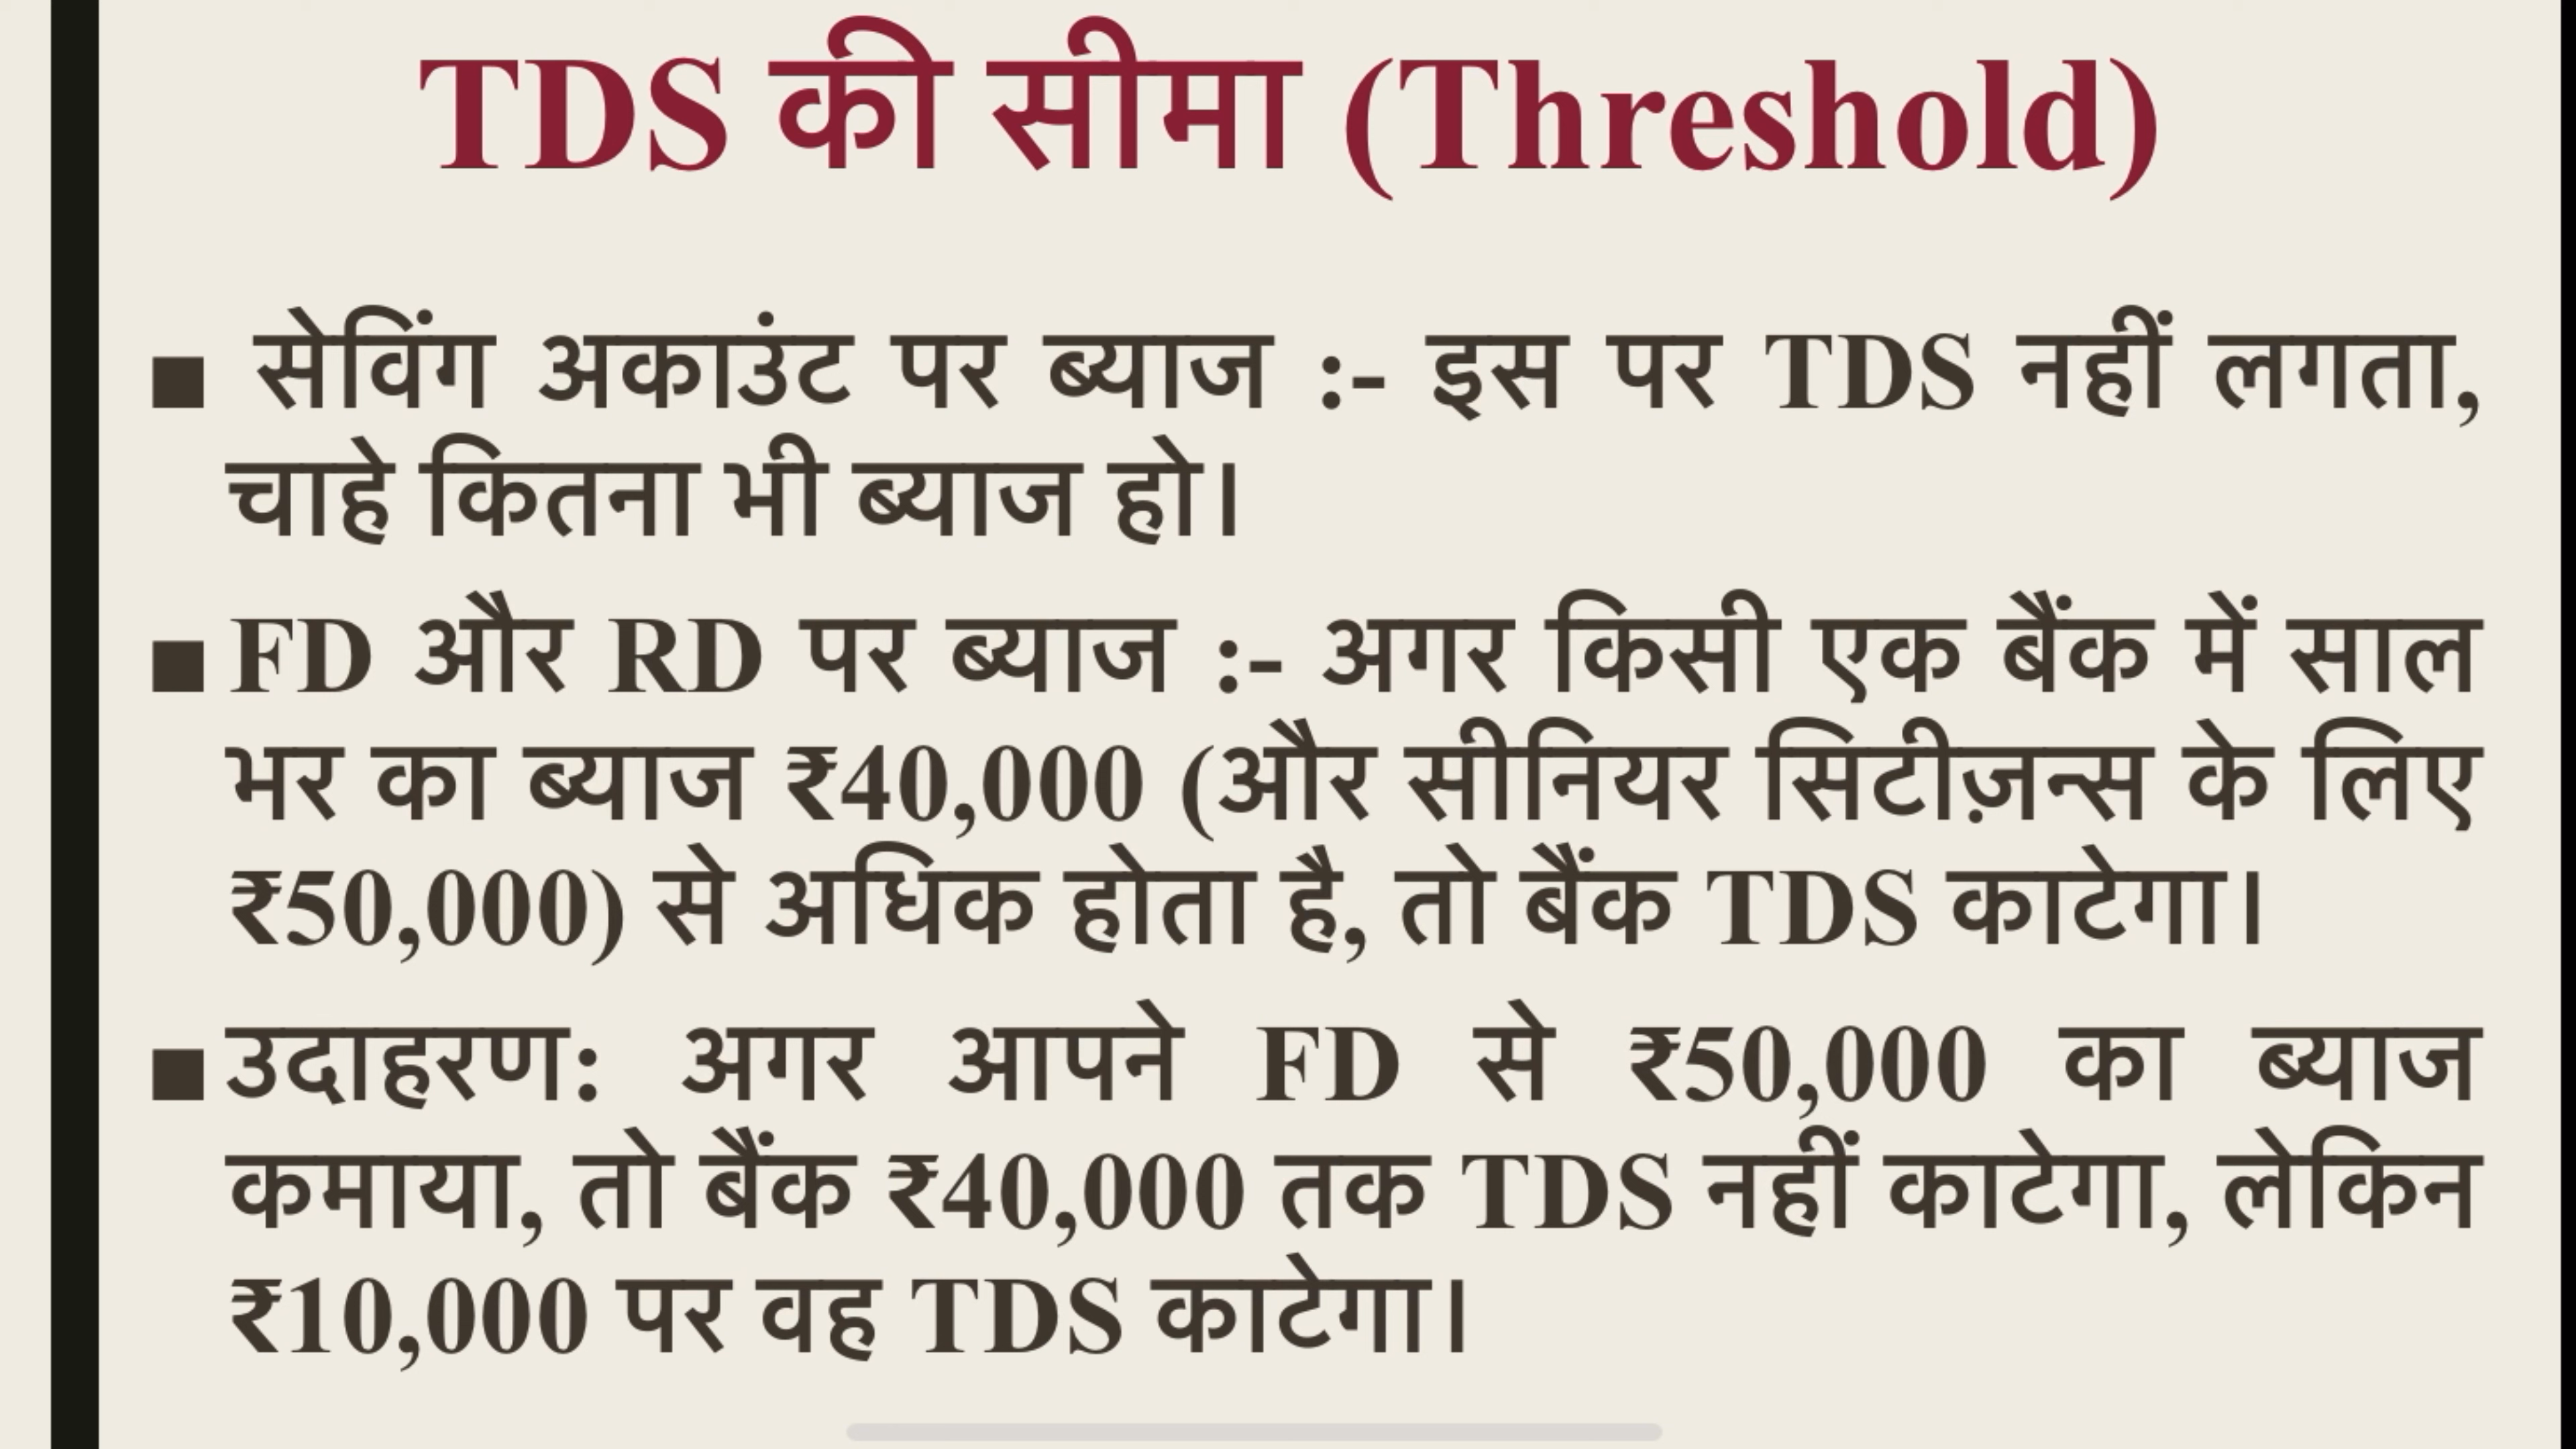 TDS की सीमा (Threshold)
■ सेविंग अकाउंट पर ब्याज :- इस पर TDS नहीं लगता,
चाहे कितना भी ब्याज हो।
■ FD और RD पर ब्याज :- अगर किसी एक बैंक में साल
भर का ब्याज ₹40,000 (और सीनियर सिटीज़न्स के लिए
₹50,000) से अधिक होता है, तो बैंक TDS काटेगा।
■ उदाहरण: अगर आपने FD से ₹50,000 का ब्याज
कमाया, तो बैंक ₹40,000 तक TDS नहीं काटेगा, लेकिन
₹10,000 पर वह TDS काटेगा।